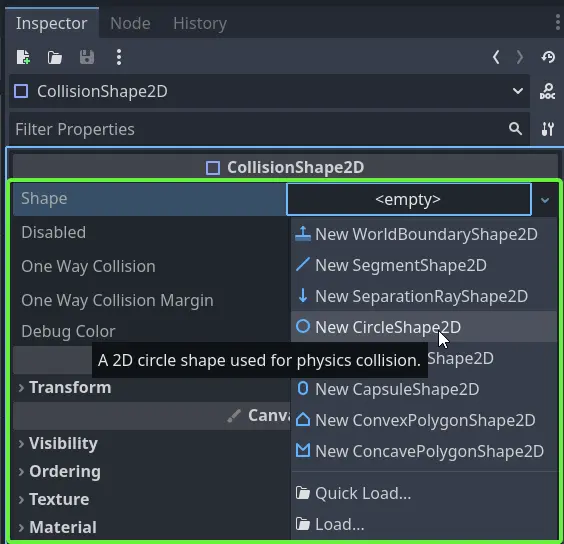 Inspector Node History
CollisionShape2D
DOC
Filter Properties
CollisionShape2D
Shape <empty>
Disabled New WorldBoundaryShape2D
New SegmentShape2D
One Way Collision
One Way Collision Margin New SeparationRayShape2D
Debug Color New CircleShape2D
A 2D circle shape used for physics collision. Shape2D
Transform New CapsuleShape2D
Canva New ConvexPolygonShape2D
Visibility New ConcavePolygonShape2D
Ordering
Texture Quick Load...
Material Load...